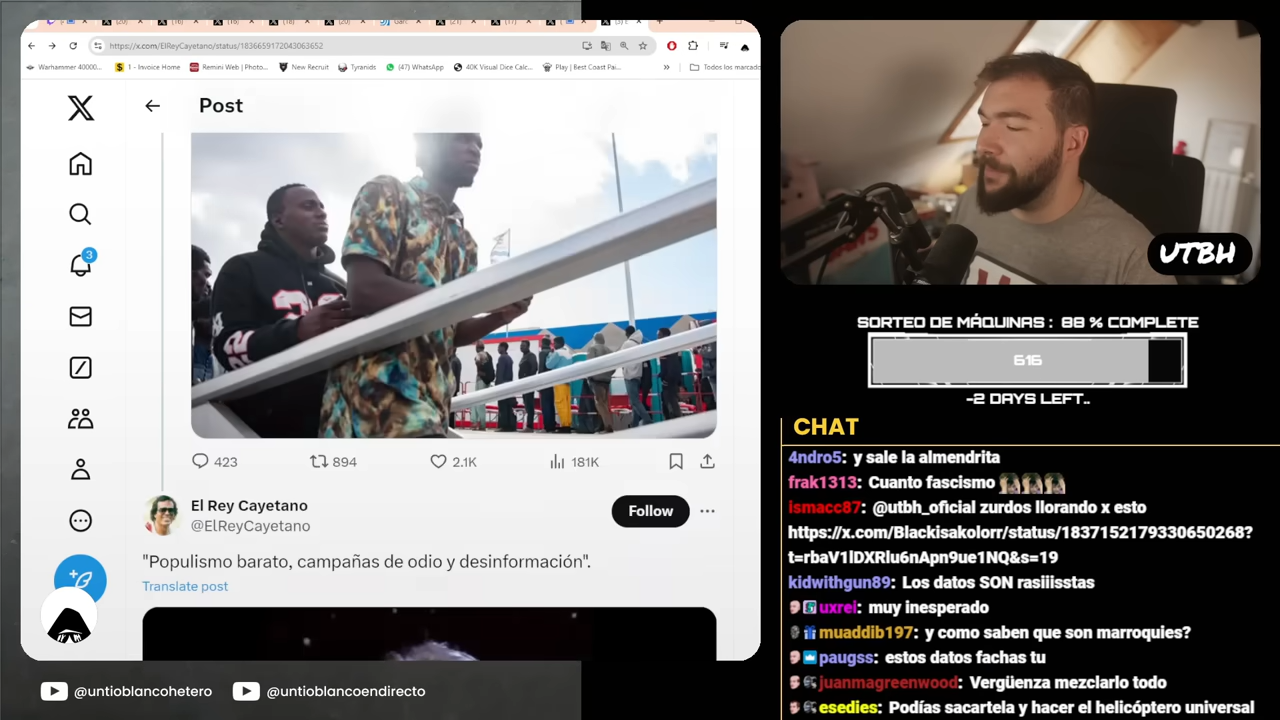 https://x.com/ElReyCayetano/status/1836659172043063652
Warhammer 40000...
1 - Invoice Home
Remini Web | Photo...
New Recruit
Tyranids
(47) WhatsApp
40K Visual Dice Calc...
Play | Best Coast Pai...
»
Todos los marcado
Post
3
423
894
2.1K
181K
El Rey Cayetano
@ElReyCayetano
Follow
"Populismo barato, campañas de odio y desinformación".
Translate post
@untioblancohetero
@untioblancoendirecto
UTBH
SORTEO DE MÁQUINAS : 88 % COMPLETE
616
-2 DAYS LEFT..
CHAT
4ndro5: y sale la almendrita
frak1313: Cuanto fascismo
ismacc87: @utbh_oficial zurdos llorando x esto
https://x.com/Blackisakolorr/status/1837152179330650268?
t=rbaV1lDXRlu6nApn9ue1NQ&s=19
kidwithgun89: Los datos SON rasiiisstas
uxrei: muy inesperado
muaddib197: y como saben que son marroquies?
paugss: estos datos fachas tu
juanmagreenwood: Vergüenza mezclarlo todo
esedies: Podías sacartela y hacer el helicóptero universal